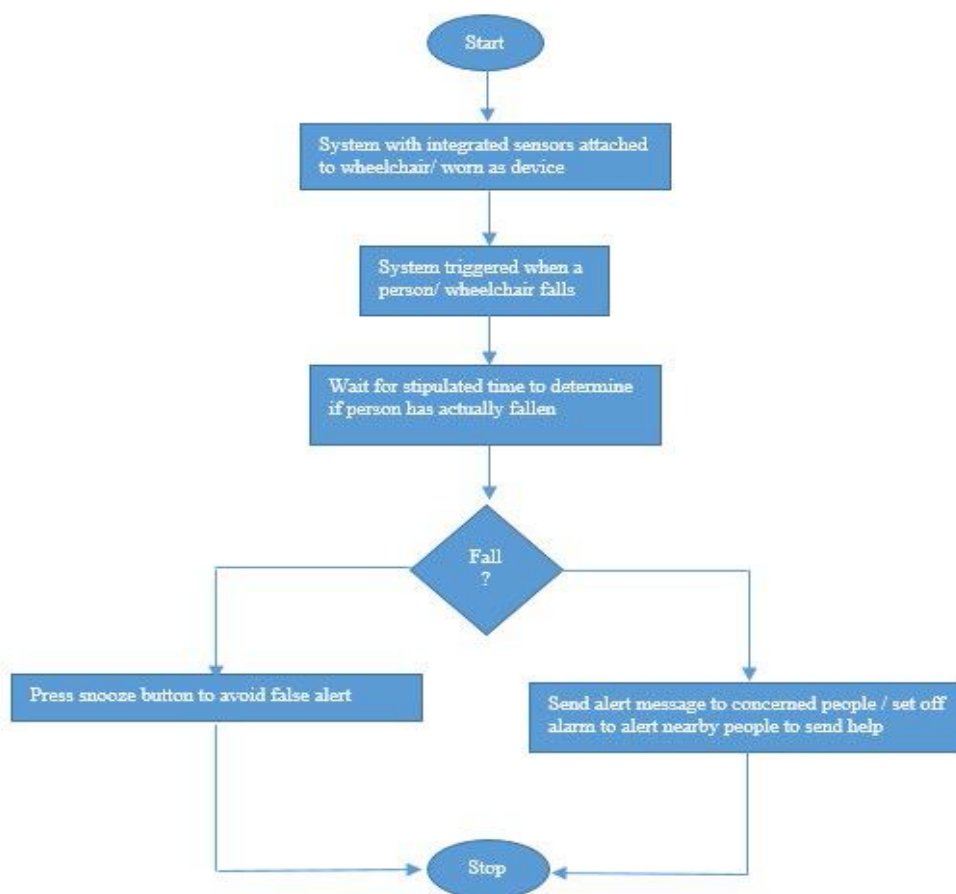 Start
System with integrated sensors attached
to wheelchair/ worn as device
System triggered when a
person/ wheelchair falls
Wait for stipulated time to determine
if person has actually fallen
Fall
?
Press snooze button to avoid false alert
Send alert message to concerned people / set off
alarm to alert nearby people to send help
Stop